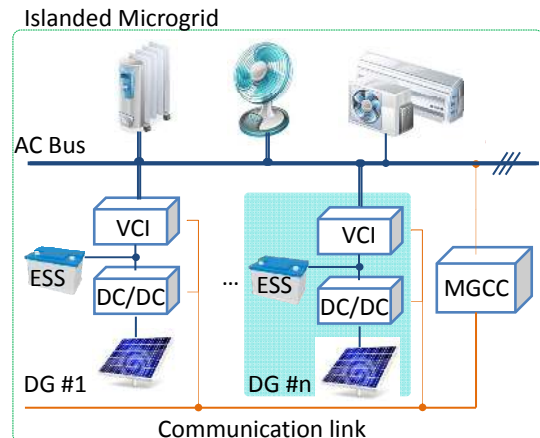 Islanded Microgrid
AC Bus
VCI
VCI
ESS
... ESS
MGCC
DC/DC
DC/DC
DG #1
DG #n
Communication link